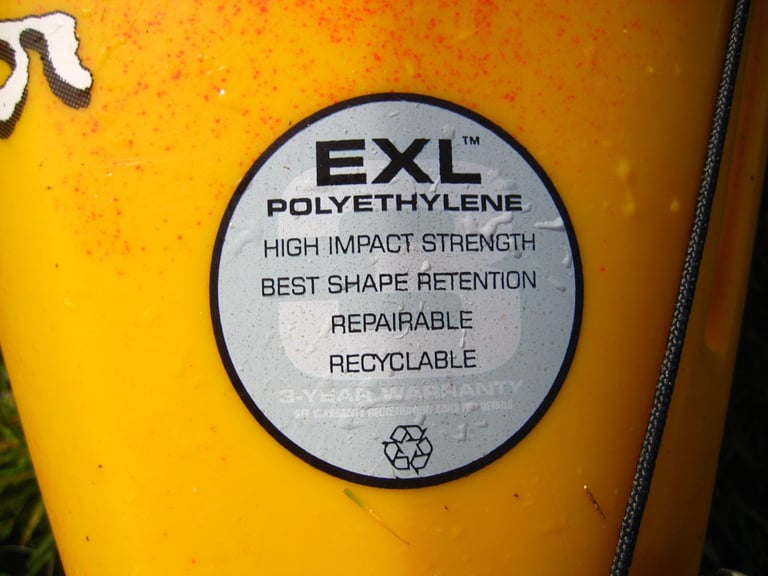 EXL™
POLYETHYLENE
HIGH IMPACT STRENGTH
BEST SHAPE RETENTION
REPAIRABLE
RECYCLABLE
3-YEAR WARRANTY